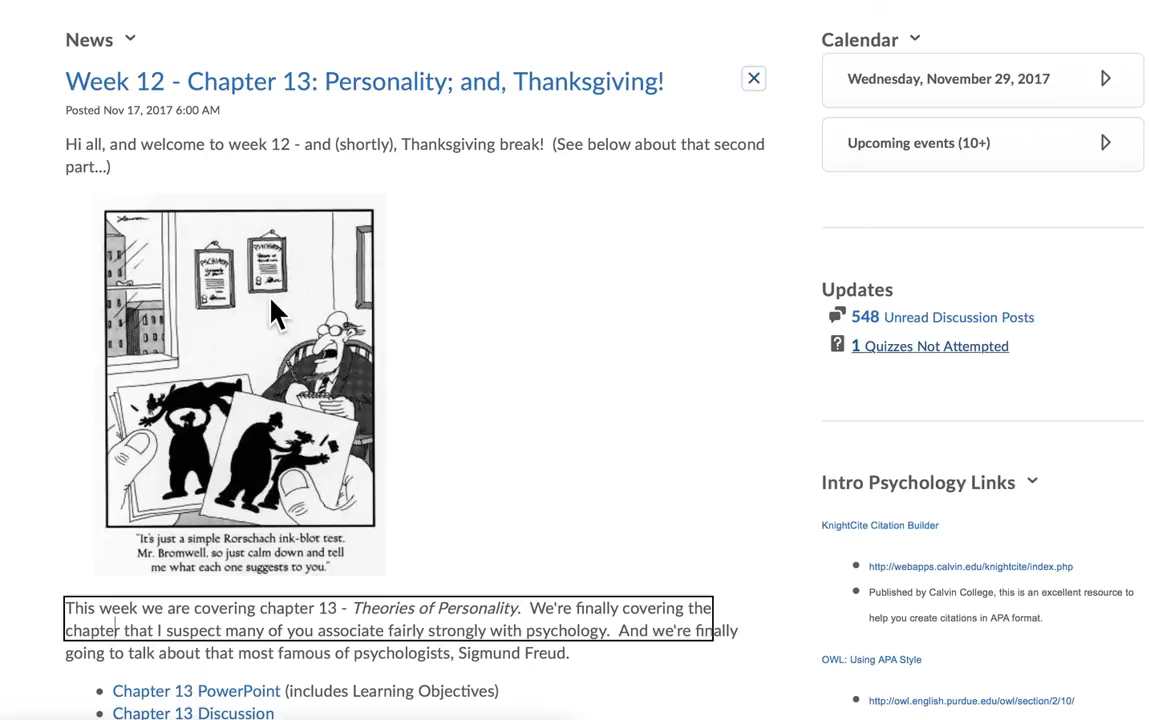 News
Week 12 - Chapter 13: Personality; and, Thanksgiving!
Posted Nov 17, 2017 6:00 AM
Hi all, and welcome to week 12 - and (shortly), Thanksgiving break!  (See below about that second
part...)
"It's just a simple Rorschach ink-blot test.
Mr. Bromwell. so just calm down and tell
me what each one suggests to you."
This week we are covering chapter 13 - Theories of Personality.  We're finally covering the
chapter that I suspect many of you associate fairly strongly with psychology.  And we're finally
going to talk about that most famous of psychologists, Sigmund Freud.
Chapter 13 PowerPoint (includes Learning Objectives)
Chapter 13 Discussion
Calendar
Wednesday, November 29, 2017
Upcoming events (10+)
Updates
548 Unread Discussion Posts
1 Quizzes Not Attempted
Intro Psychology Links
KnightCite Citation Builder
http://webapps.calvin.edu/knightcite/index.php
Published by Calvin College, this is an excellent resource to
help you create citations in APA format.
OWL: Using APA Style
http://owl.english.purdue.edu/owl/section/2/10/